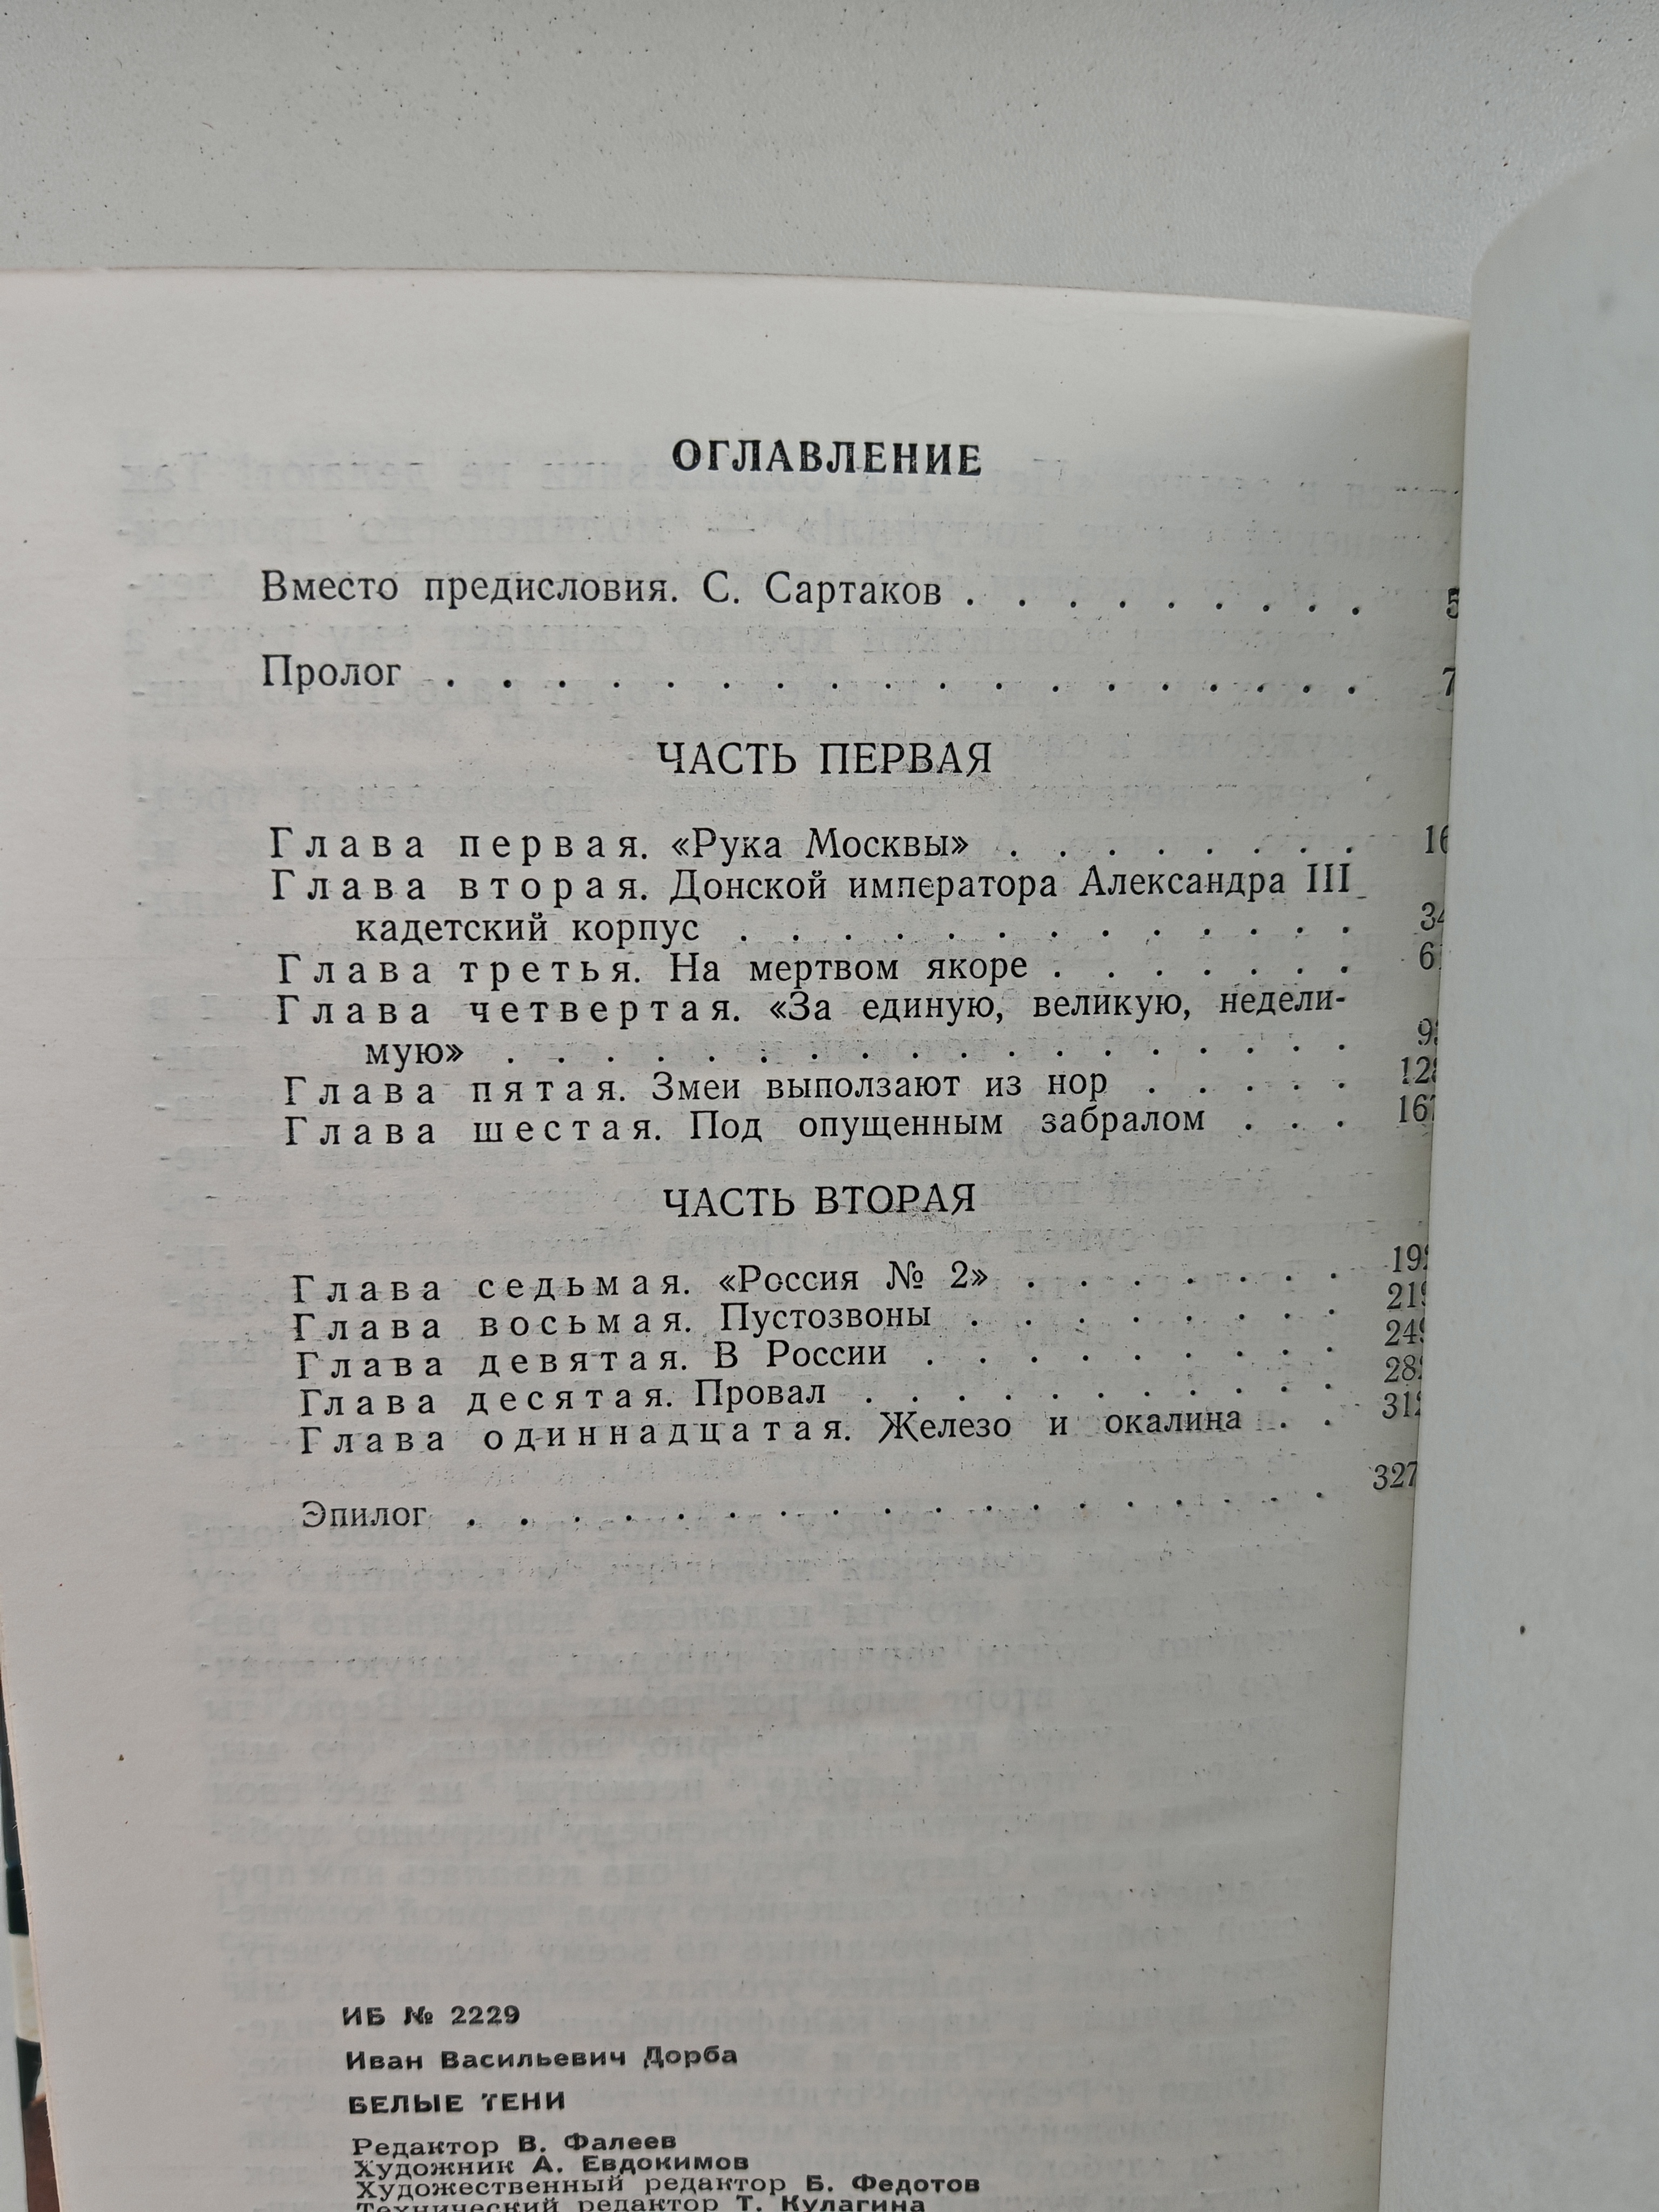 ОГЛАВЛЕНИЕ
Вместо предисловия. С. Сартаков . . . . . . . . . 5
Пролог . . . . . . . . . . . . . . . . . . 7
ЧАСТЬ ПЕРВАЯ
Глава первая. «Рука Москвы» . . . . . . . . 16
Глава вторая. Донской императора Александра III
кадетский корпус . . . . . . . . . . . . 34
Глава третья. На мертвом якоре . . . . . . .
Глава четвертая. «За единую, великую, недели-
мую» . . . . . . . . . . . . . . . . .
Глава пятая. Змеи выползают из нор . . . . .
Глава шестая. Под опущенным забралом . . . 167
ЧАСТЬ ВТОРАЯ
Глава седьмая. «Россия № 2» . . . . . . .
Глава восьмая. Пустозвоны . . . . . . . .
Глава девятая. В России . . . . . . . . .
Глава десятая. Провал . . . . . . . . . .
Глава одиннадцатая. Железо и окалина . .
Эпилог . . . . . . . . . . . . . . . . . 327
ИБ № 2229
Иван Васильевич Дорба
БЕЛЫЕ ТЕНИ
Редактор В. Фалеев
Художник А. Евдокимов
Художественный редактор Б. Федотов
Технический редактор Т. Кулагина